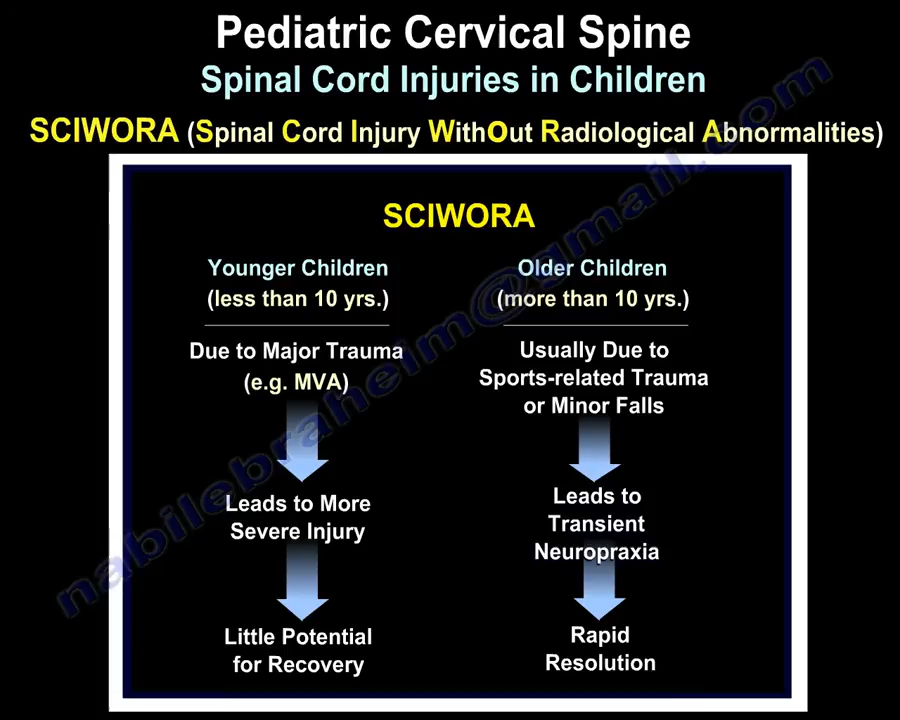 Pediatric Cervical Spine
Spinal Cord Injuries in Children
SCIWORA (Spinal Cord Injury WithOut Radiological Abnormalities)
SCIWORA
Younger Children
(less than 10 yrs.)
Due to Major Trauma
(e.g. MVA)
Leads to More
Severe Injury
Little Potential
for Recovery
Older Children
(more than 10 yrs.)
Usually Due to
Sports-related Trauma
or Minor Falls
Leads to
Transient
Neuropraxia
Rapid
Resolution
nabilebraheim@gmail.com